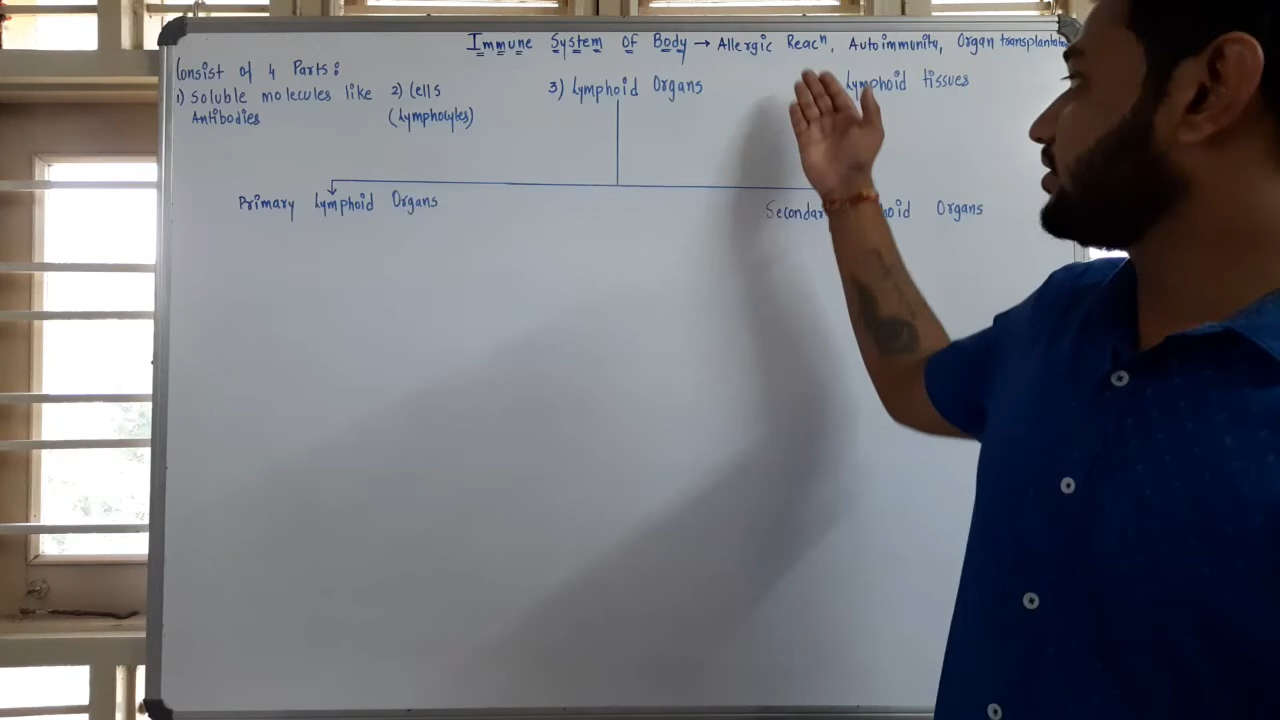 Immune System Of Body → Allergic Reacⁿ, Autoimmunity, Organ transplantation
Consist of 4 Parts:
1) Soluble molecules like Antibodies
2) Cells (Lymphocytes)
3) Lymphoid Organs
Lymphoid tissues
Primary Lymphoid Organs
Organs